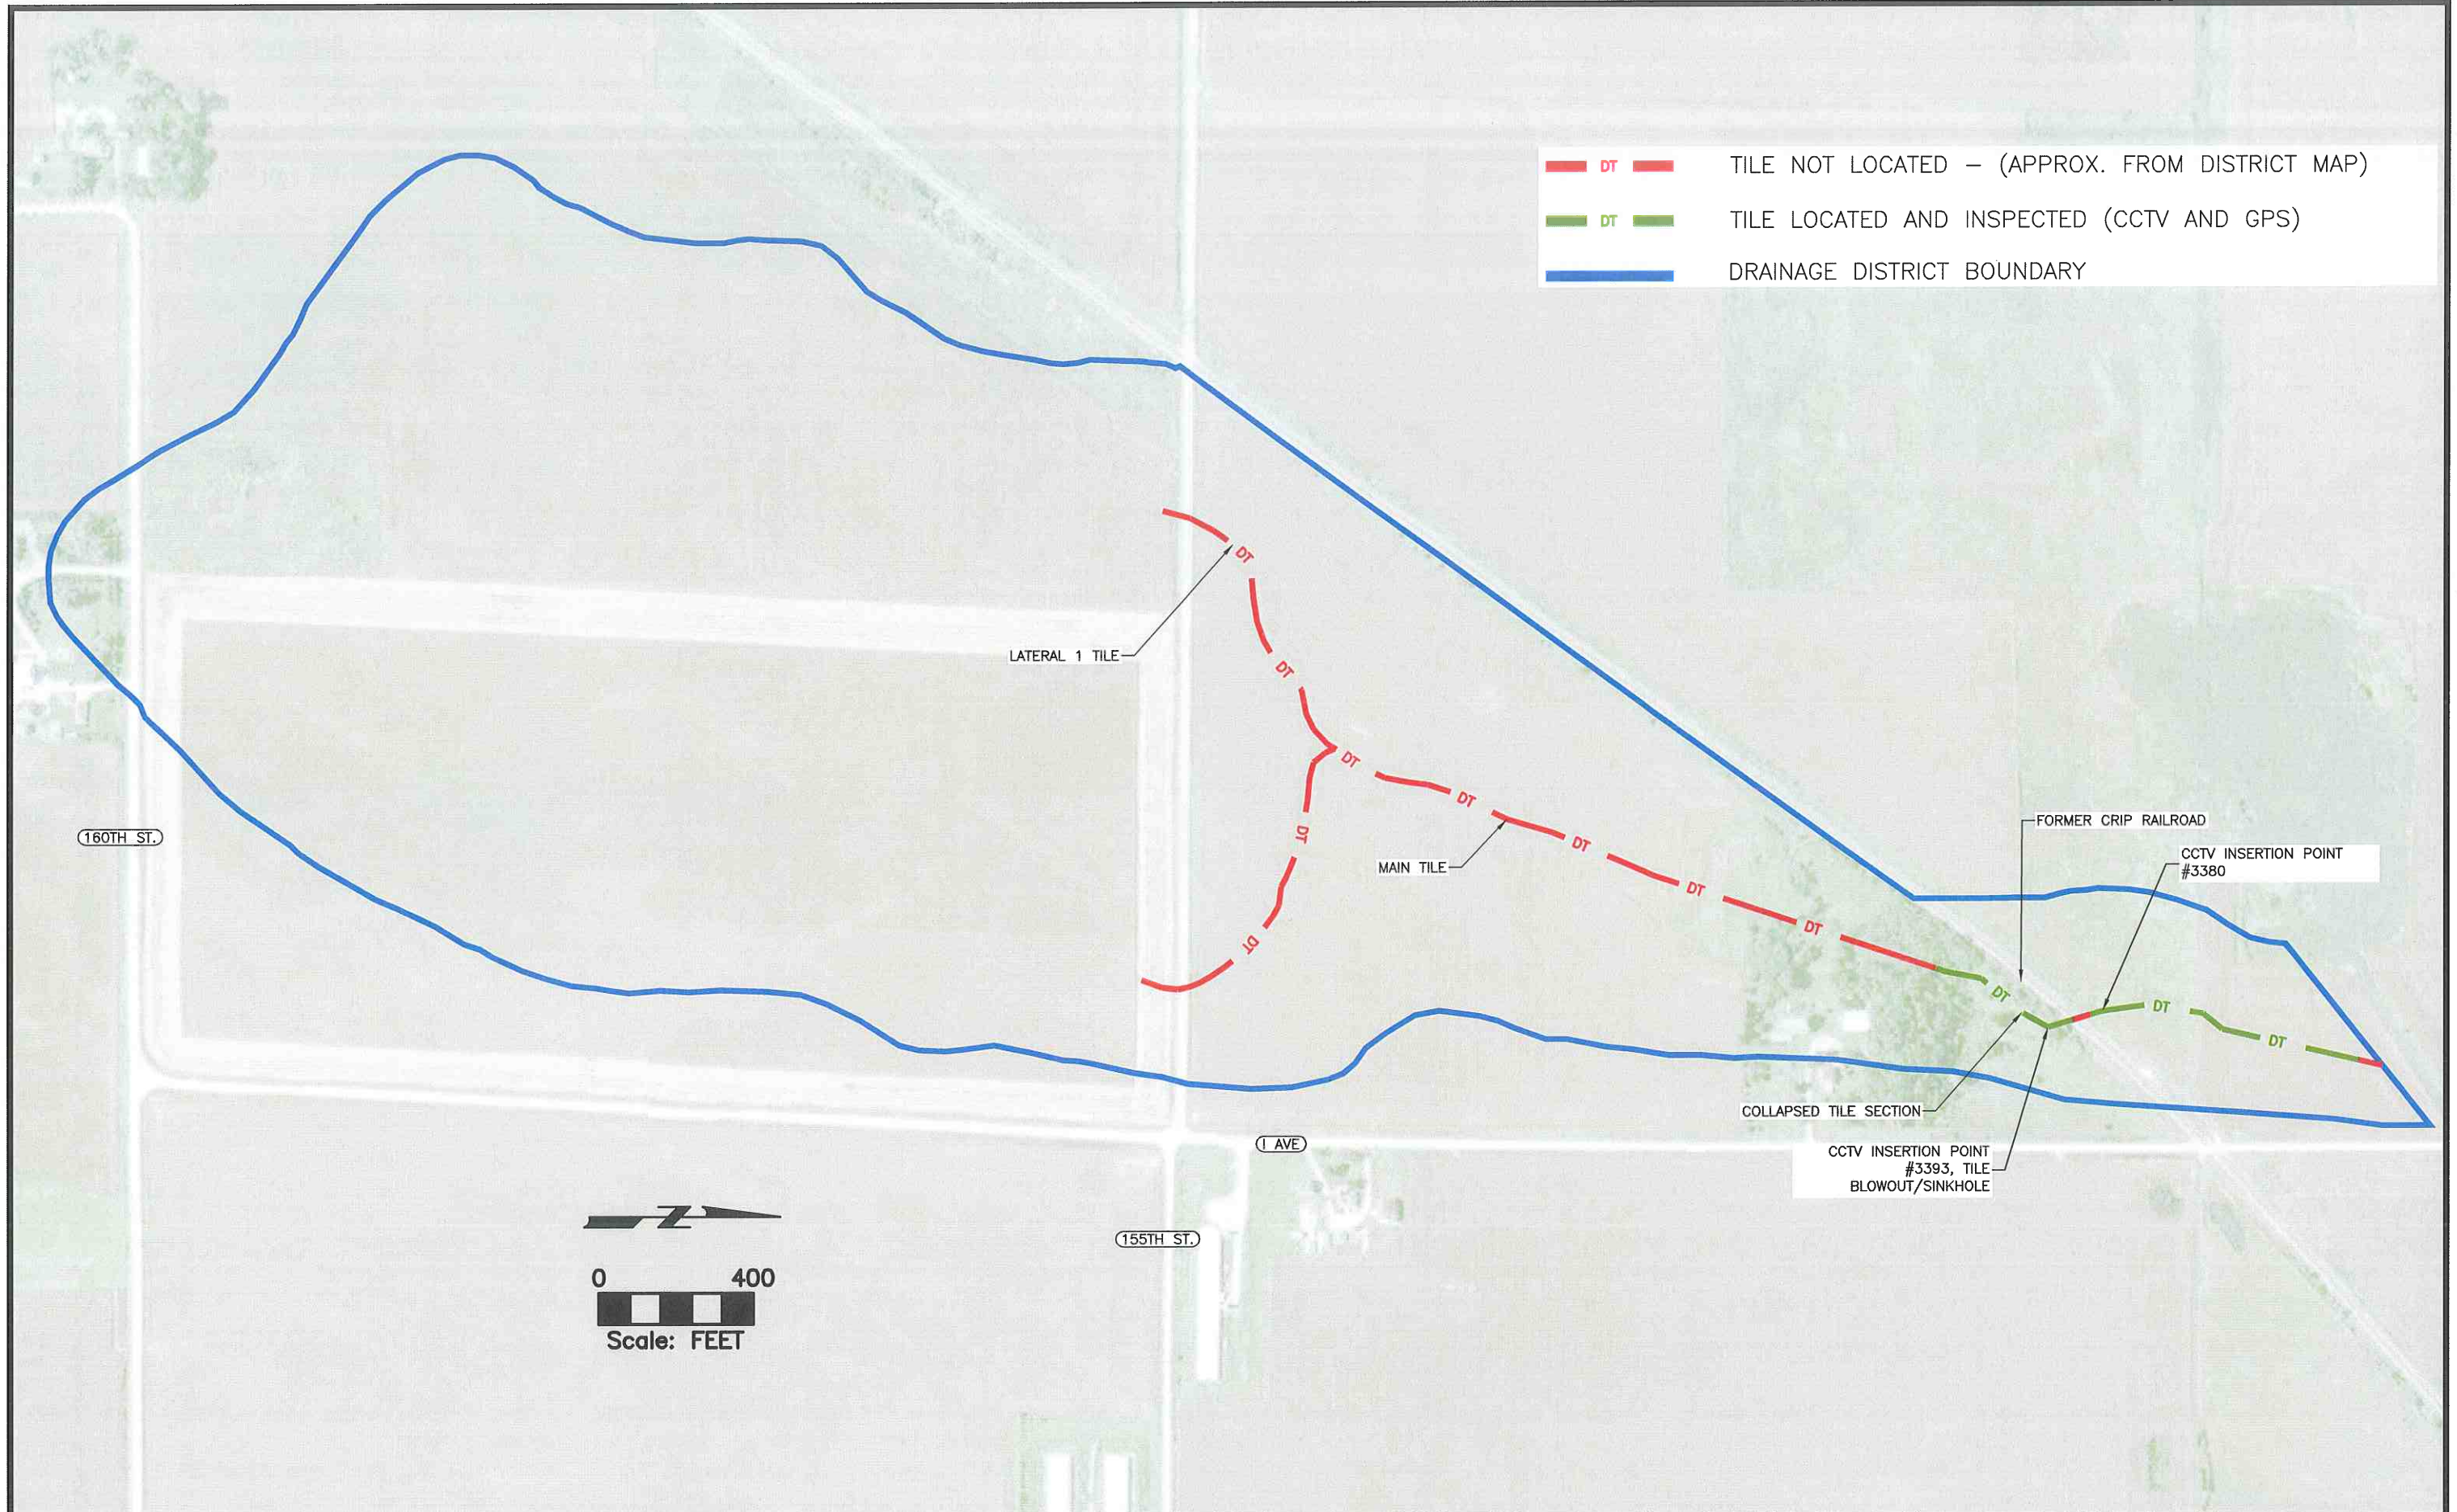 DT TILE NOT LOCATED – (APPROX. FROM DISTRICT MAP)
DT TILE LOCATED AND INSPECTED (CCTV AND GPS)
DRAINAGE DISTRICT BOUNDARY
DT
LATERAL 1 TILE
DT
DT
DT
DT
DT
MAIN TILE
DT
DT
DT
DT
FORMER CRIP RAILROAD
CCTV INSERTION POINT
#3380
160TH ST.
DT
DT
DT
COLLAPSED TILE SECTION
CCTV INSERTION POINT
#3393, TILE
BLOWOUT/SINKHOLE
I AVE
155TH ST.
Z
0 400
Scale: FEET